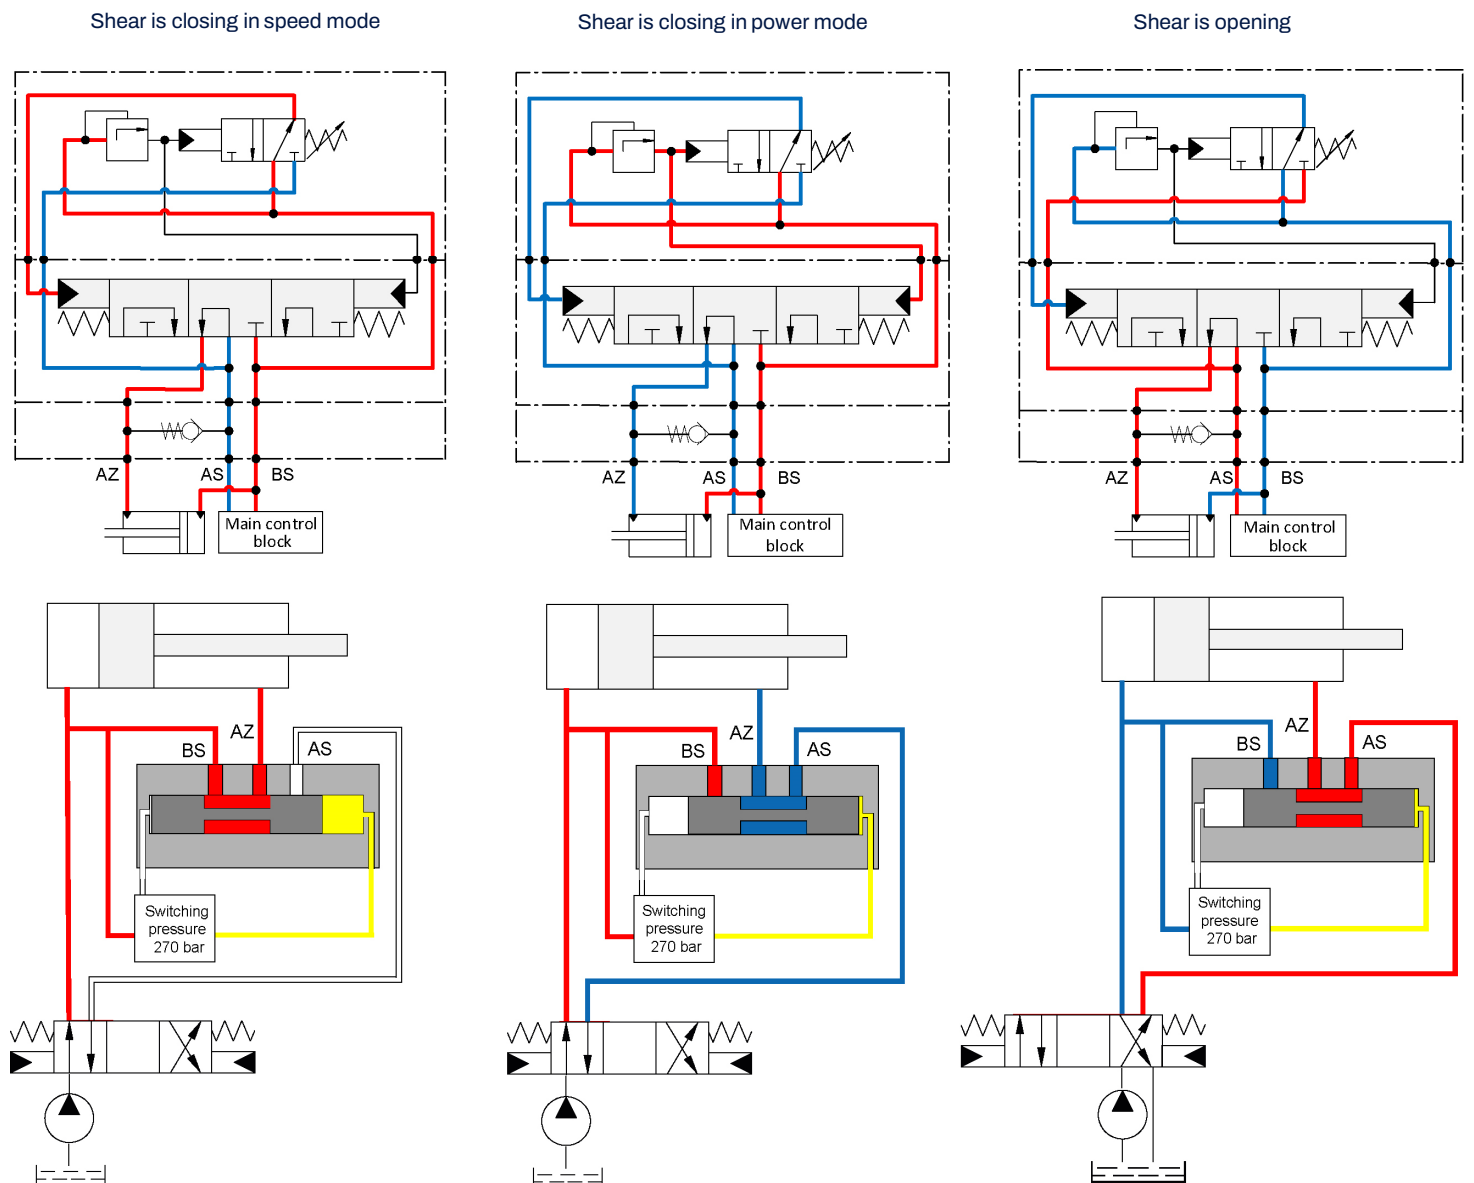 Shear is closing in speed mode
Shear is closing in power mode
Shear is opening
AZ
AS
BS
Main control
block
AZ
AS
BS
Main control
block
AZ
AS
BS
Main control
block
BS
AZ
AS
Switching
pressure
270 bar
BS
AZ
AS
Switching
pressure
270 bar
BS
AZ
AS
Switching
pressure
270 bar